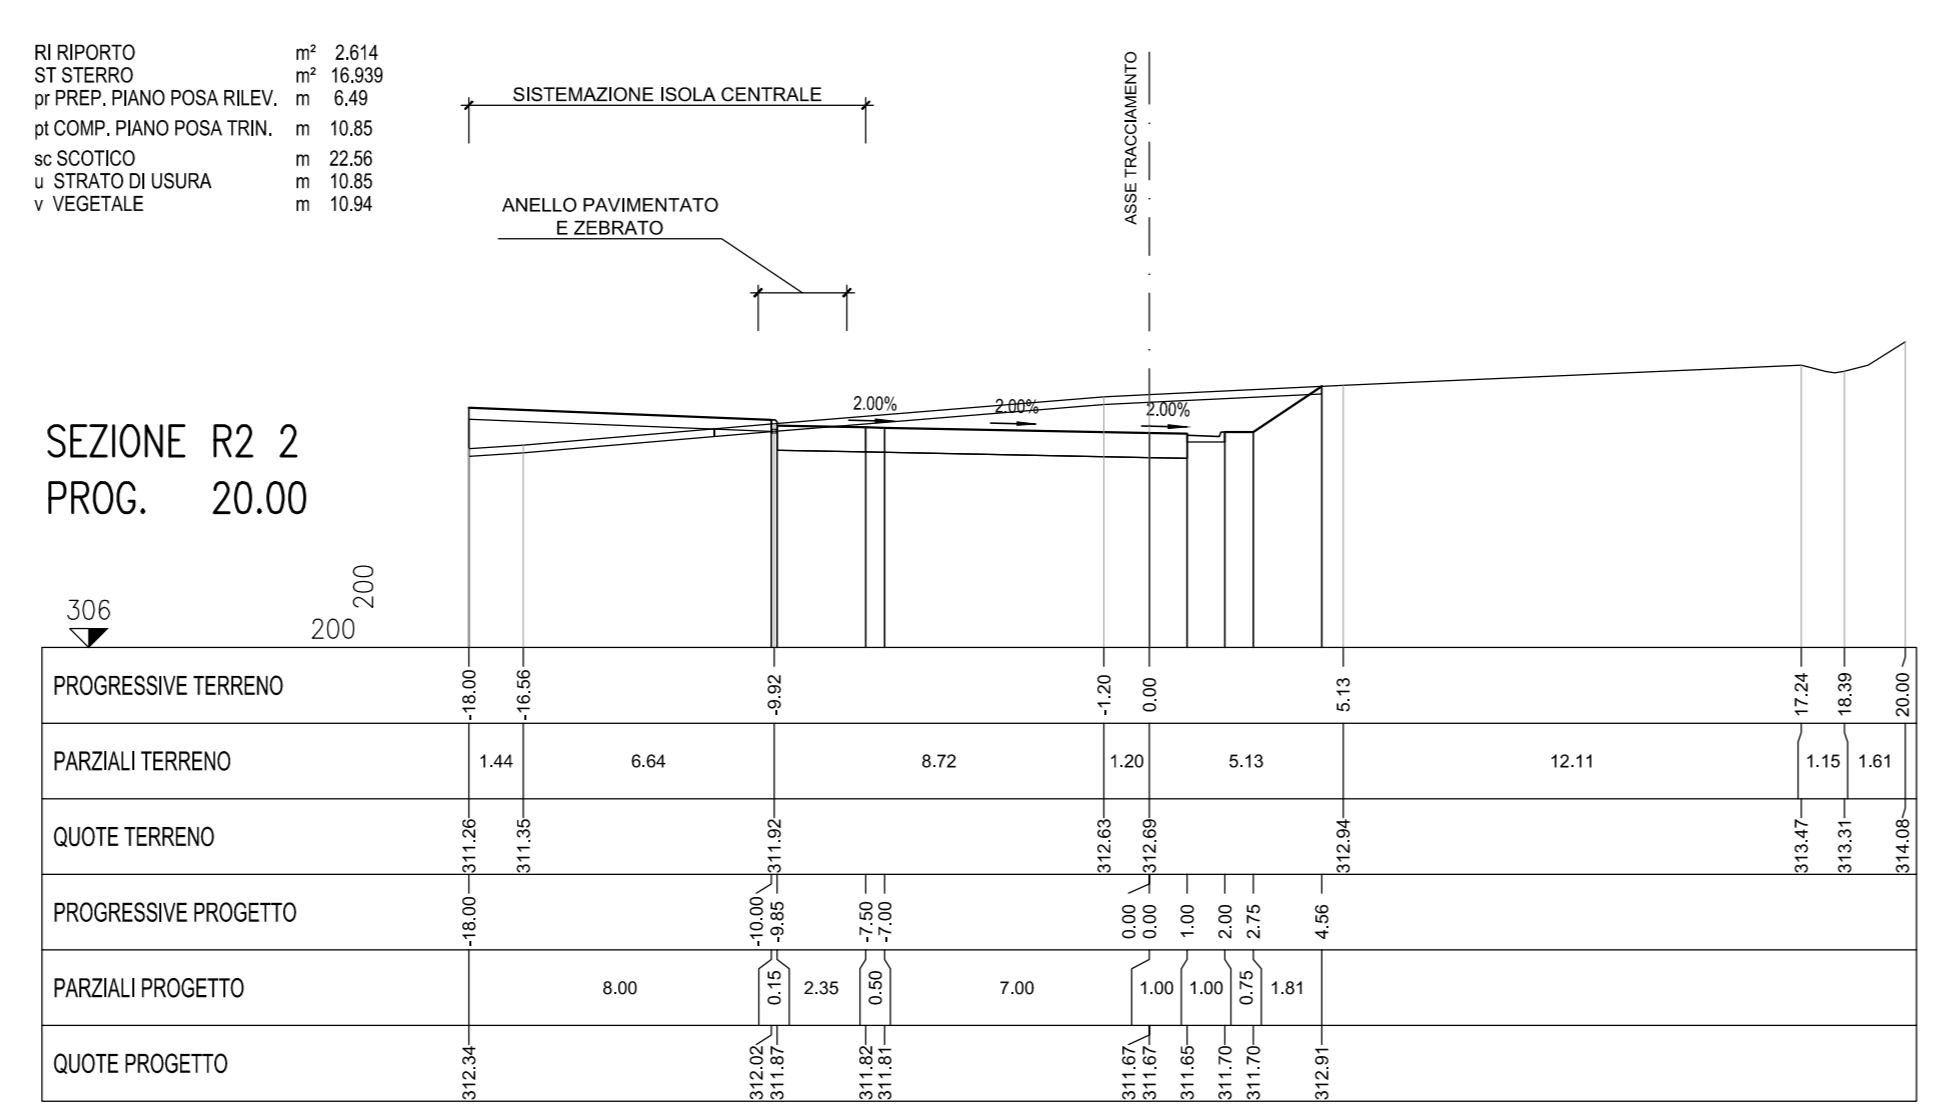 RI RIPORTO m² 2.614
ST STERRO m² 16.939
pr PREP. PIANO POSA RILEV. m 6.49
pt COMP. PIANO POSA TRIN. m 10.85
sc SCOTICO m 22.56
u STRATO DI USURA m 10.85
v VEGETALE m 10.94
SISTEMAZIONE ISOLA CENTRALE
ANELLO PAVIMENTATO
E ZEBRATO
ASSE TRACCIAMENTO
2.00% 2.00% 2.00%
SEZIONE R2 2
PROG. 20.00
306
200
200
PROGRESSIVE TERRENO -18.00 -16.56 -9.92 -1.20 0.00 5.13 17.24 18.39 20.00
PARZIALI TERRENO 1.44 6.64 8.72 1.20 5.13 12.11 1.15 1.61
QUOTE TERRENO 311.26 311.35 311.92 312.63 312.69 312.94 313.47 313.31 314.08
PROGRESSIVE PROGETTO -18.00 -10.00 -9.85 -7.50 -7.00 0.00 0.00 1.00 2.00 2.75 4.56
PARZIALI PROGETTO 8.00 0.15 2.35 0.50 7.00 1.00 1.00 0.75 1.81
QUOTE PROGETTO 312.34 312.02 311.87 311.82 311.81 311.67 311.67 311.65 311.70 311.70 312.91